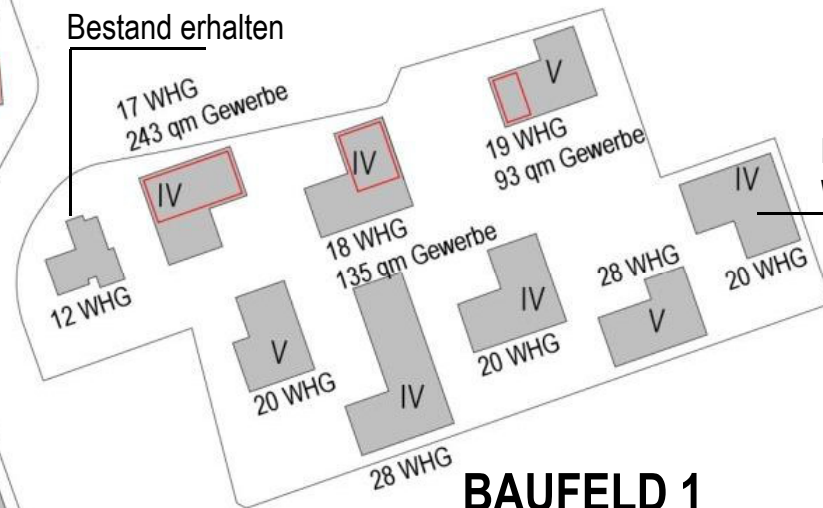 Bestand erhalten
17 WHG
243 qm Gewerbe
IV
12 WHG
IV
18 WHG
135 qm Gewerbe
V
19 WHG
93 qm Gewerbe
IV
20 WHG
V
20 WHG
IV
28 WHG
IV
20 WHG
28 WHG
V
BAUFELD 1